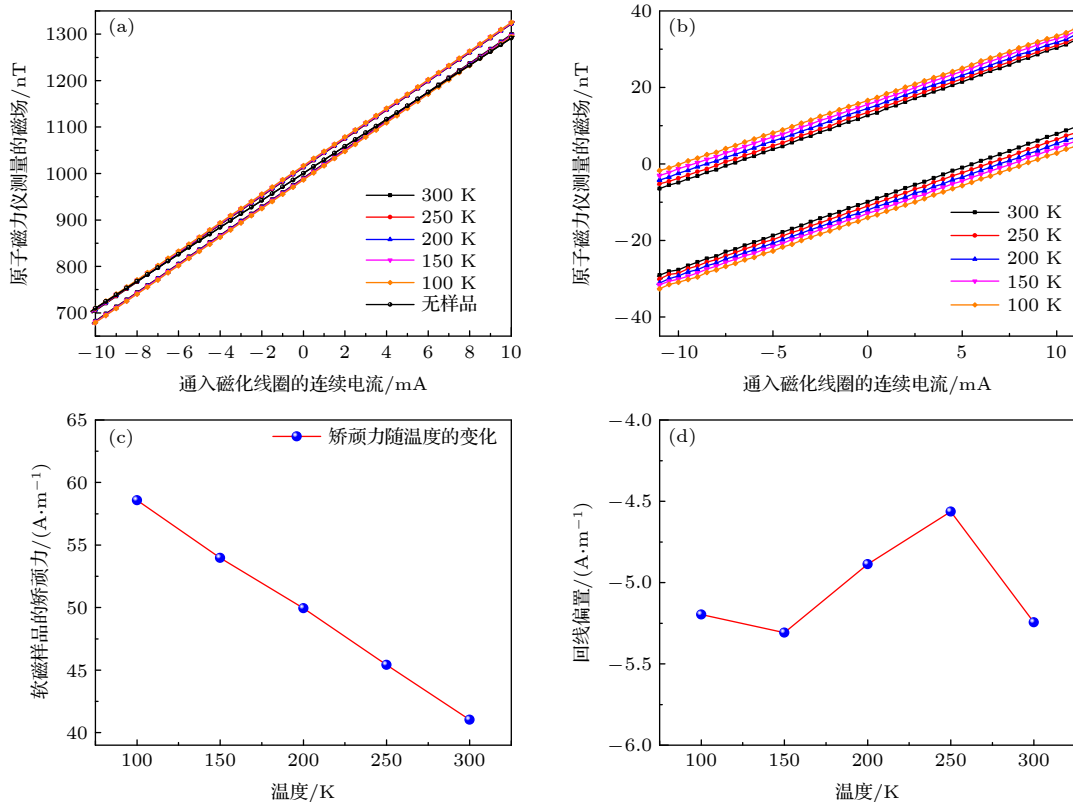 (a)
原子磁力仪测量的磁场/nT
1300
1200
1100
1000
900
800
700
300 K
250 K
200 K
150 K
100 K
无样品
−10 −8 −6 −4 −2 0 2 4 6 8 10
通入磁化线圈的连续电流/mA
(b)
原子磁力仪测量的磁场/nT
40
20
0
−20
−40
300 K
250 K
200 K
150 K
100 K
−10 −5 0 5 10
通入磁化线圈的连续电流/mA
(c)
矫顽力随温度的变化
软磁样品的矫顽力/(A·m−1)
65
60
55
50
45
40
100 150 200 250 300
温度/K
(d)
回线偏置/(A·m−1)
−4.0
−4.5
−5.0
−5.5
−6.0
100 150 200 250 300
温度/K